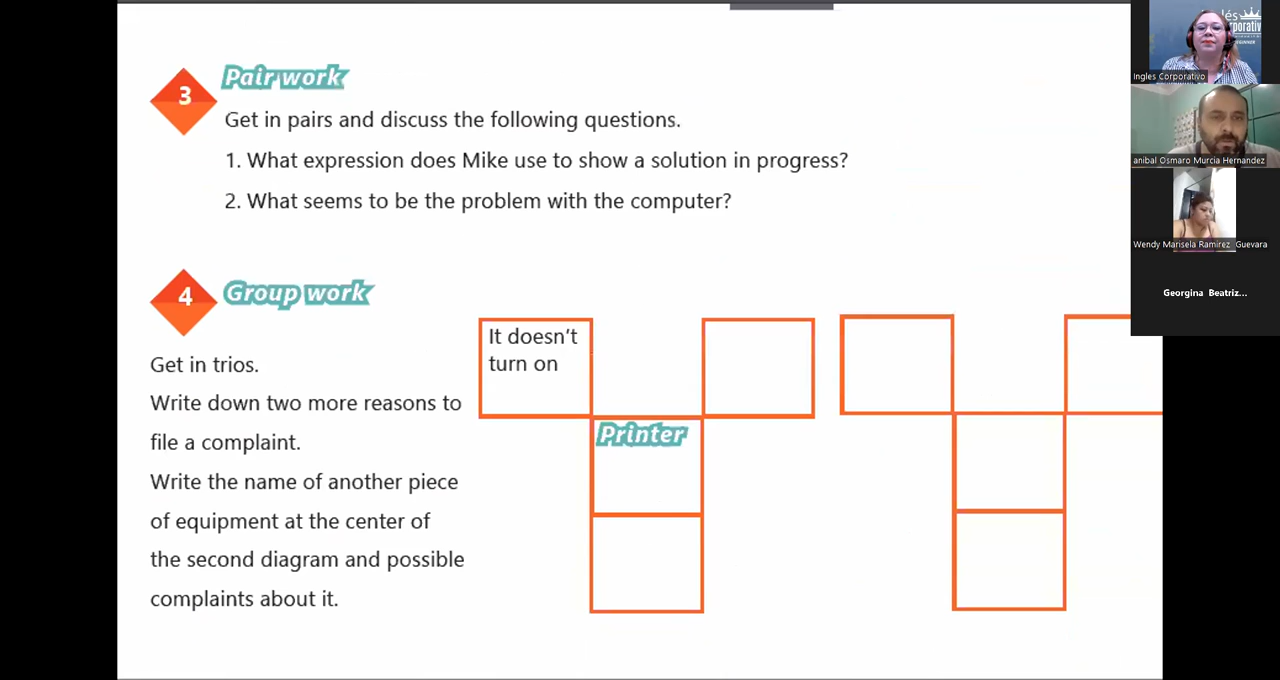 3
Pair work
Get in pairs and discuss the following questions.
1. What expression does Mike use to show a solution in progress?
2. What seems to be the problem with the computer?
4
Group work
Get in trios.
Write down two more reasons to
file a complaint.
Write the name of another piece
of equipment at the center of
the second diagram and possible
complaints about it.
It doesn't
turn on
Printer
Ingles Corporativo
anibal Osmaro Murcia Hernandez
Wendy Marisela Ramirez Guevara
Georgina Beatriz...